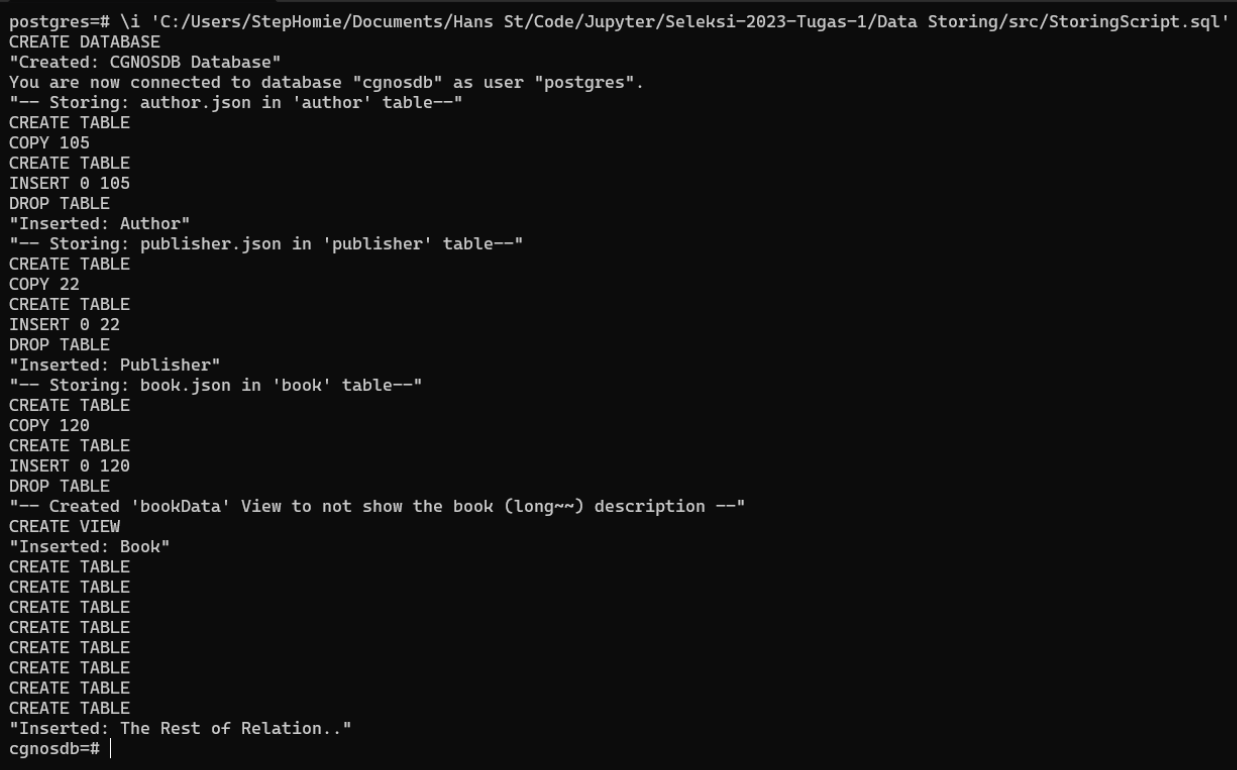 postgres=# \i 'C:/Users/StepHomie/Documents/Hans St/Code/Jupyter/Seleksi-2023-Tugas-1/Data Storing/src/StoringScript.sql'
CREATE DATABASE
"Created: CGNOSDB Database"
You are now connected to database "cgnosdb" as user "postgres".
"-- Storing: author.json in 'author' table--"
CREATE TABLE
COPY 105
CREATE TABLE
INSERT 0 105
DROP TABLE
"Inserted: Author"
"-- Storing: publisher.json in 'publisher' table--"
CREATE TABLE
COPY 22
CREATE TABLE
INSERT 0 22
DROP TABLE
"Inserted: Publisher"
"-- Storing: book.json in 'book' table--"
CREATE TABLE
COPY 120
CREATE TABLE
INSERT 0 120
DROP TABLE
"-- Created 'bookData' View to not show the book (long~~) description --"
CREATE VIEW
"Inserted: Book"
CREATE TABLE
CREATE TABLE
CREATE TABLE
CREATE TABLE
CREATE TABLE
CREATE TABLE
CREATE TABLE
CREATE TABLE
"Inserted: The Rest of Relation.."
cgnosdb=#